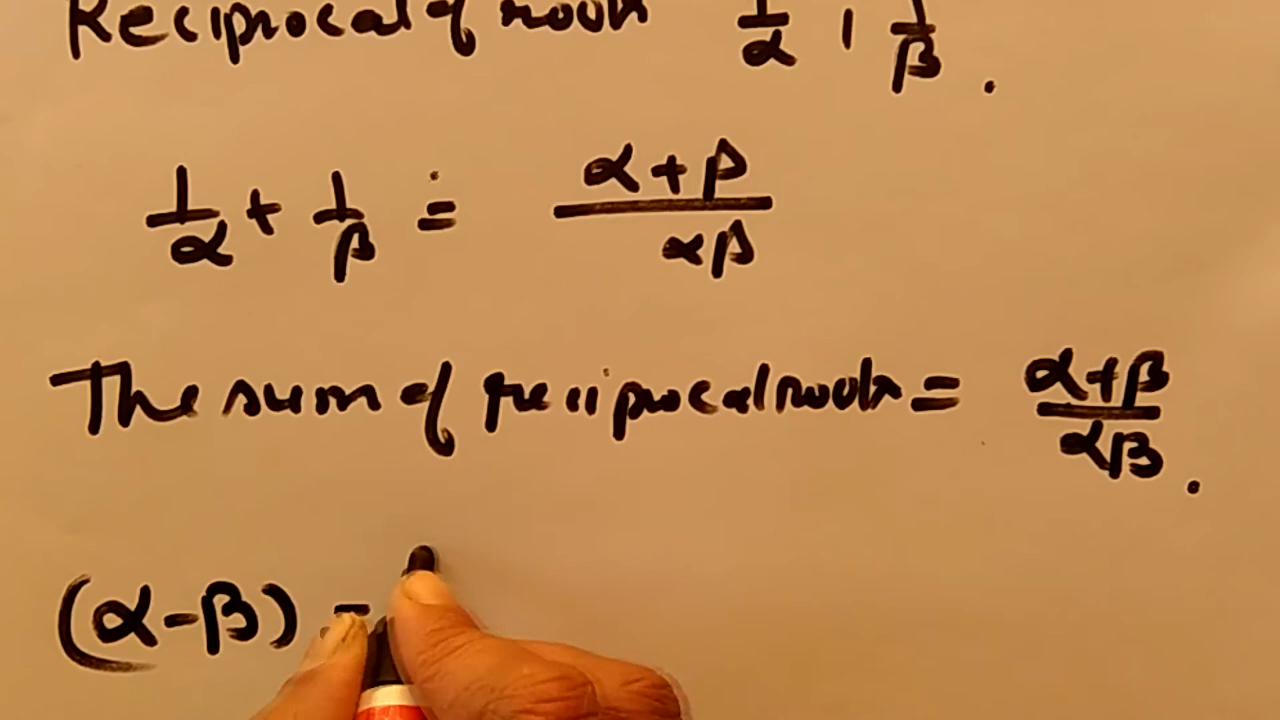 Reciprocal of roots 1/α , 1/β .
1/α + 1/β = α+β/αβ
The sum of reciprocal roots = α+β/αβ .
(α-β) =